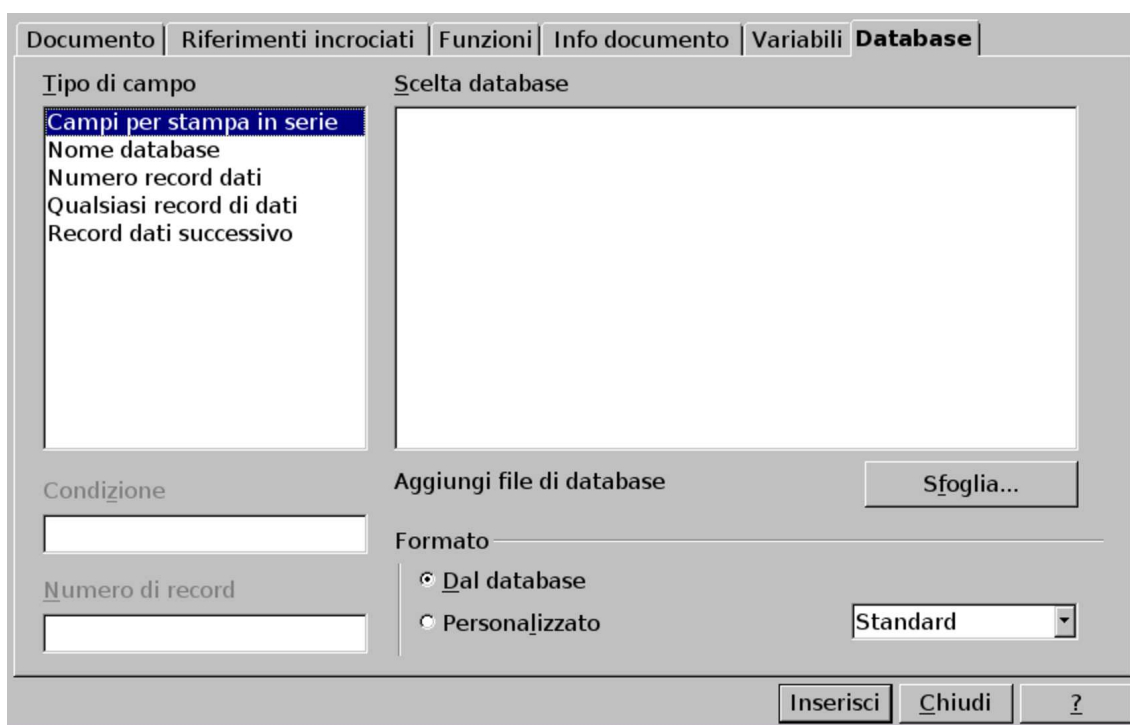 Documento Riferimenti incrociati Funzioni Info documento Variabili Database
Tipo di campo
Campi per stampa in serie
Nome database
Numero record dati
Qualsiasi record di dati
Record dati successivo
Condizione
Numero di record
Scelta database
Aggiungi file di database
Sfoglia...
Formato
Dal database
Personalizzato
Standard
Inserisci Chiudi ?